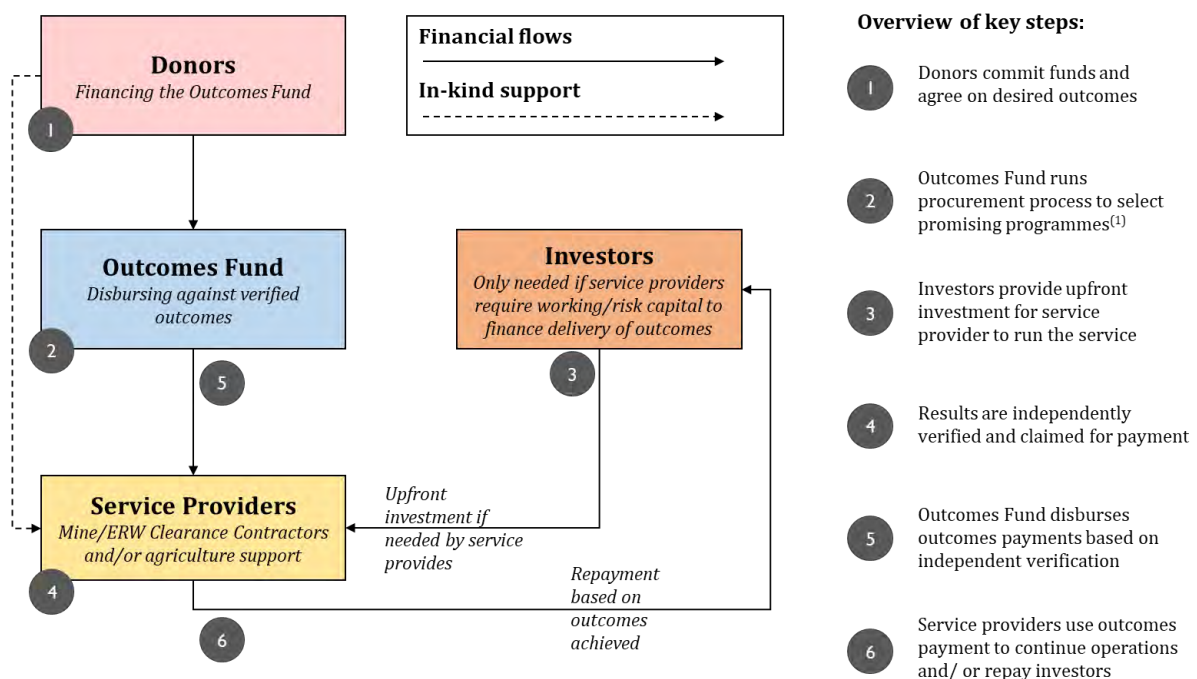 Donors
Financing the Outcomes Fund
1
Financial flows
In-kind support
Outcomes Fund
Disbursing against verified
outcomes
2
5
Investors
Only needed if service providers
require working/risk capital to
finance delivery of outcomes
3
Service Providers
Mine/ERW Clearance Contractors
and/or agriculture support
4
Upfront
investment if
needed by service
provides
Repayment
based on
outcomes
achieved
6
Overview of key steps:
1
Donors commit funds and
agree on desired outcomes
2
Outcomes Fund runs
procurement process to select
promising programmes(1)
3
Investors provide upfront
investment for service
provider to run the service
4
Results are independently
verified and claimed for payment
5
Outcomes Fund disburses
outcomes payments based on
independent verification
6
Service providers use outcomes
payment to continue operations
and/ or repay investors